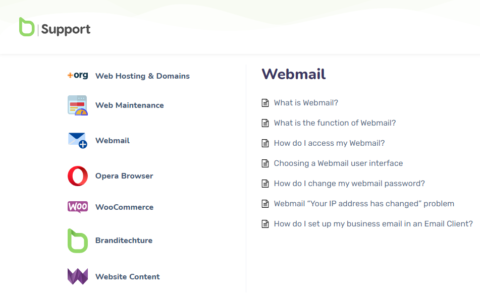 Support
+org Web Hosting & Domains
Web Maintenance
Webmail
Opera Browser
WOO WooCommerce
Branditechture
Website Content
Webmail
What is Webmail?
What is the function of Webmail?
How do I access my Webmail?
Choosing a Webmail user interface
How do I change my webmail password?
Webmail “Your IP address has changed” problem
How do I set up my business email in an Email Client?